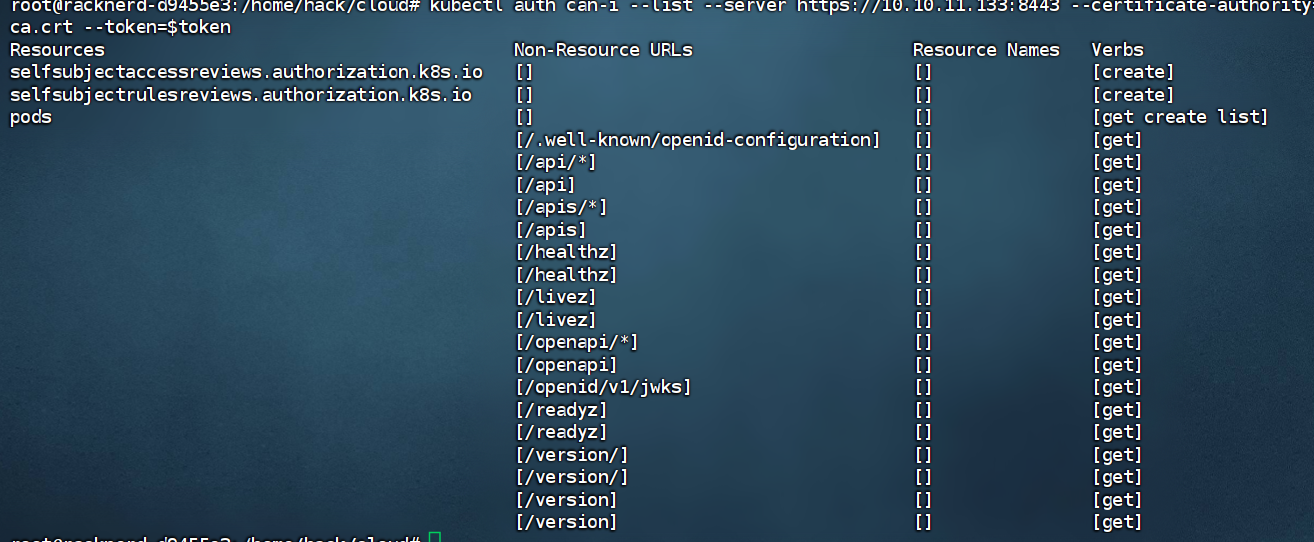 root@racknerd-d9455e3:/home/hack/cloud# kubectl auth can-i --list --server https://10.10.11.133:8443 --certificate-authority=
ca.crt --token=$token
Resources Non-Resource URLs Resource Names Verbs
selfsubjectaccessreviews.authorization.k8s.io [] [] [create]
selfsubjectrulesreviews.authorization.k8s.io [] [] [create]
pods [] [] [get create list]
[/.well-known/openid-configuration] [] [get]
[/api/*] [] [get]
[/api] [] [get]
[/apis/*] [] [get]
[/apis] [] [get]
[/healthz] [] [get]
[/healthz] [] [get]
[/livez] [] [get]
[/livez] [] [get]
[/openapi/*] [] [get]
[/openapi] [] [get]
[/openid/v1/jwks] [] [get]
[/readyz] [] [get]
[/readyz] [] [get]
[/version/] [] [get]
[/version/] [] [get]
[/version] [] [get]
[/version] [] [get]
root@racknerd-d9455e3:/home/hack/cloud#